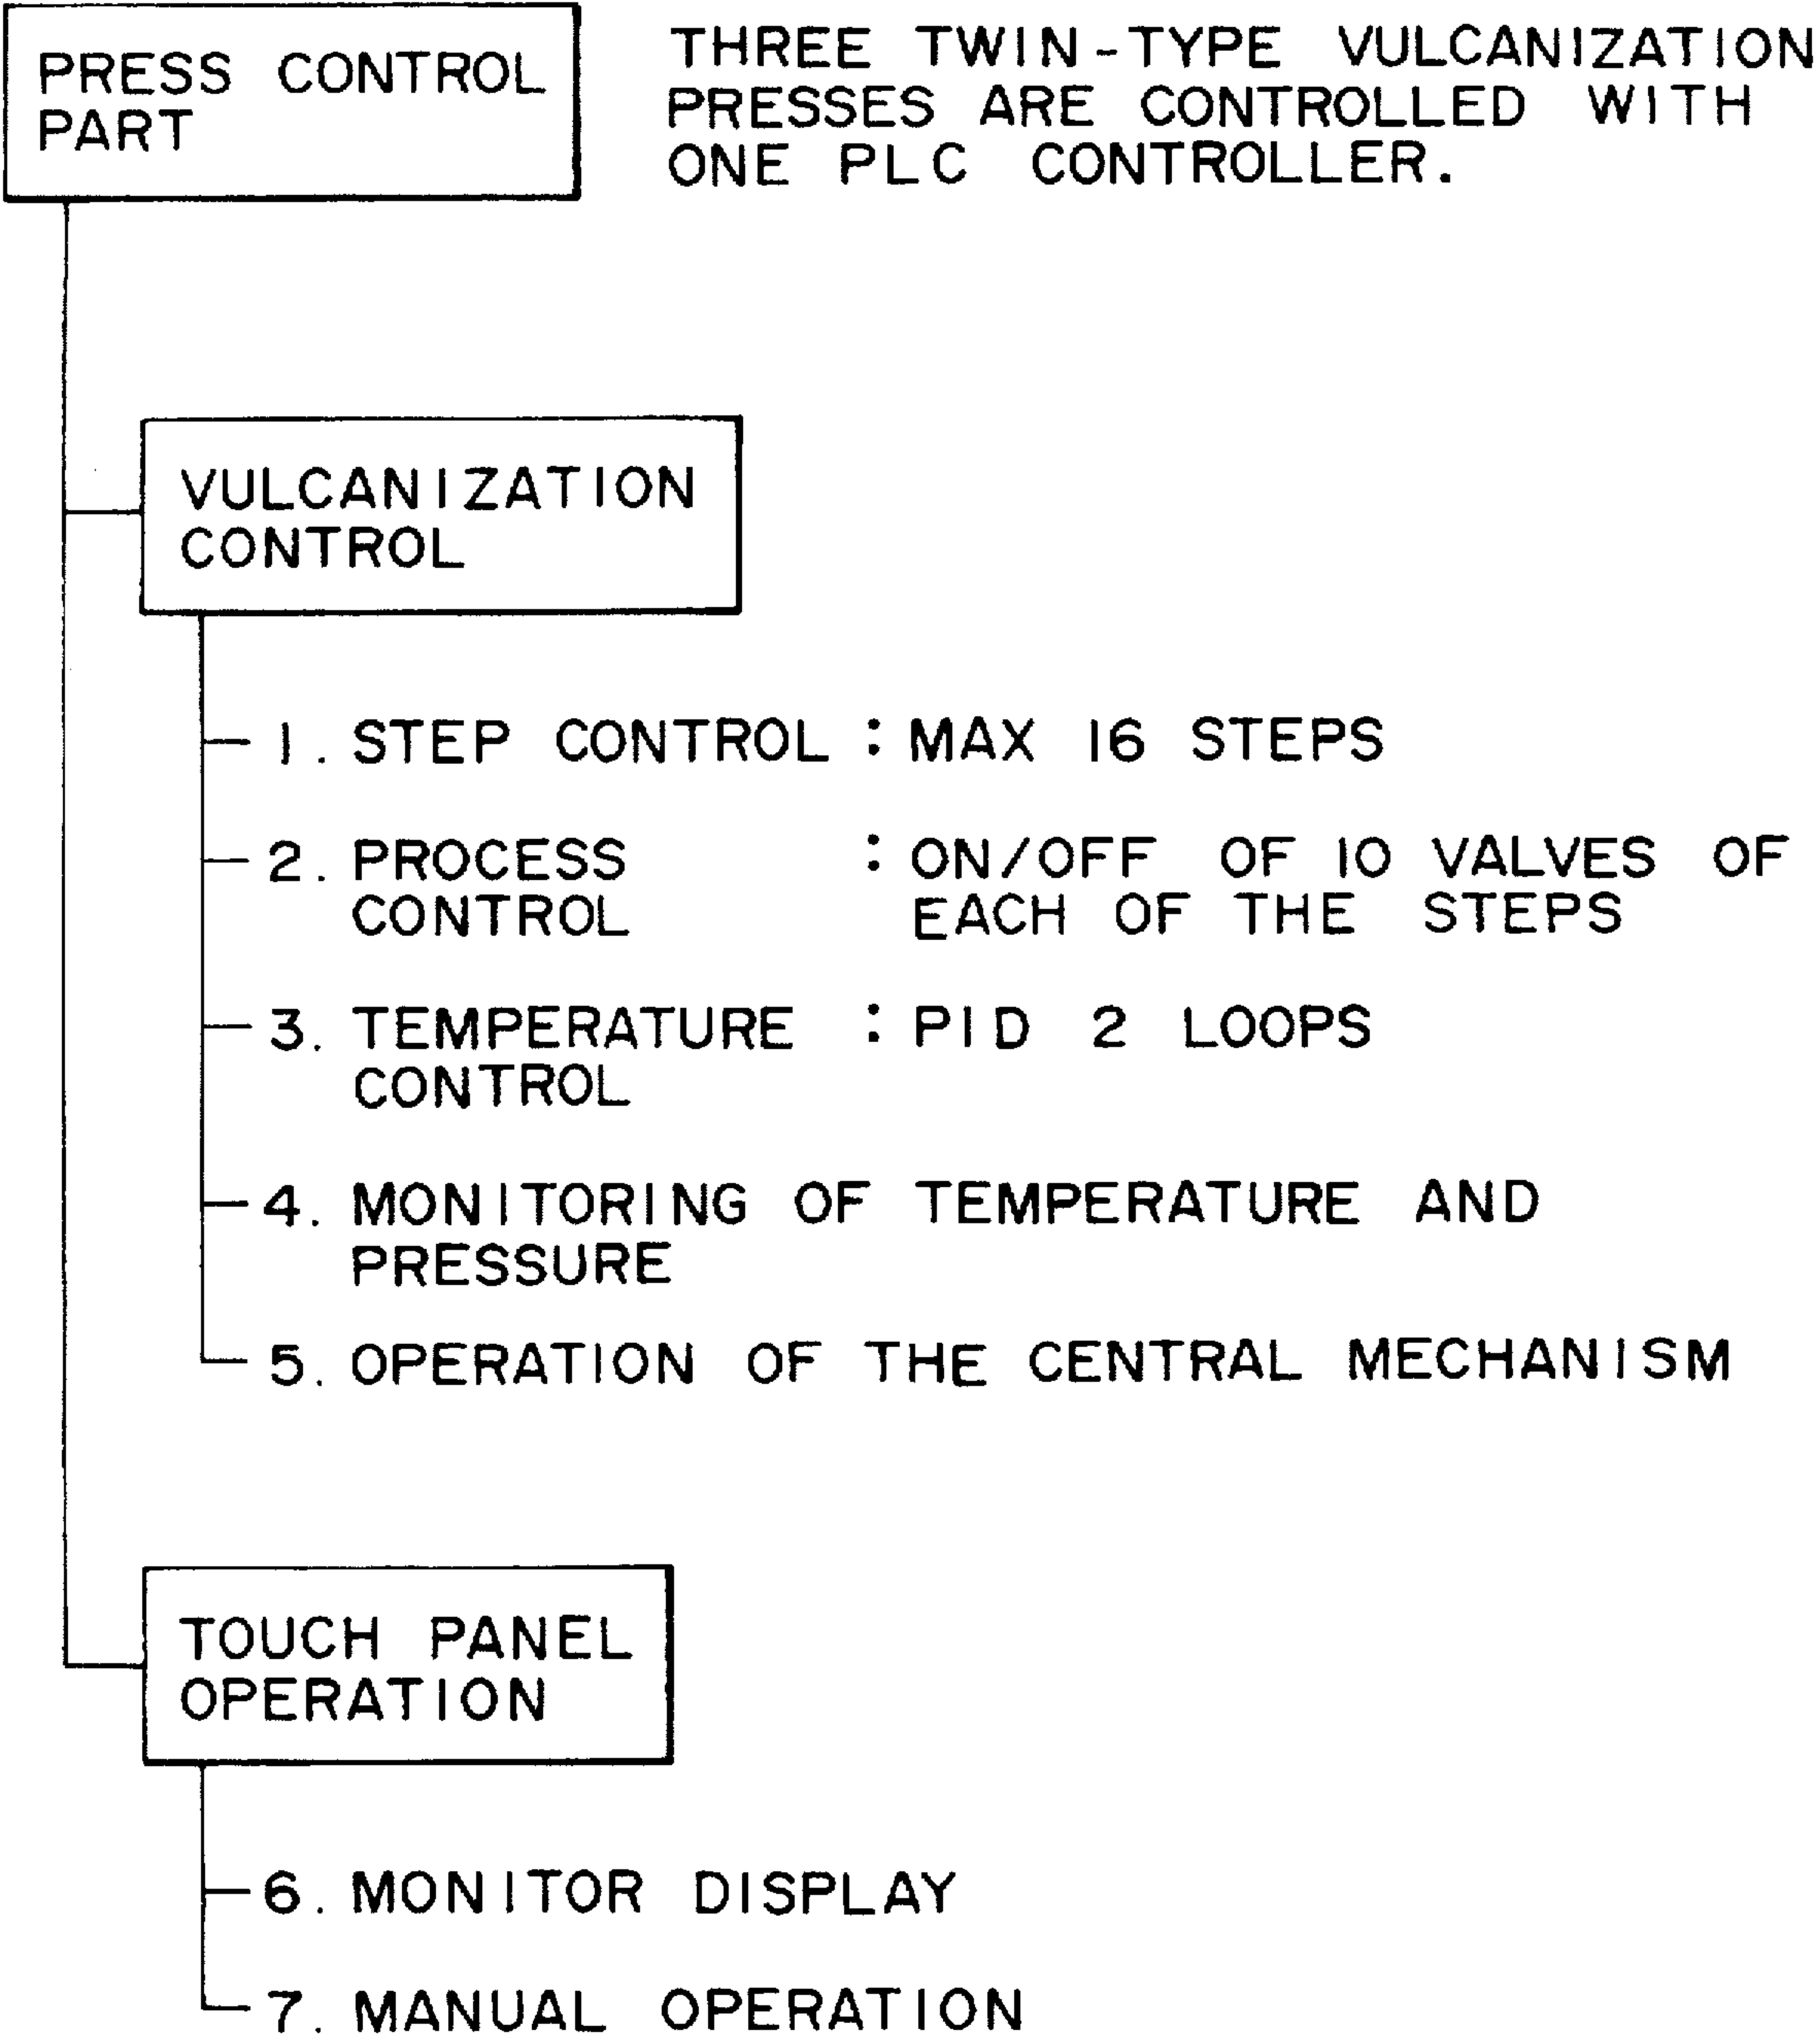 PRESS CONTROL
PART
THREE TWIN-TYPE VULCANIZATION
PRESSES ARE CONTROLLED WITH
ONE PLC CONTROLLER.
VULCANIZATION
CONTROL
1. STEP CONTROL : MAX 16 STEPS
2. PROCESS : ON/OFF OF 10 VALVES OF
CONTROL EACH OF THE STEPS
3. TEMPERATURE : PID 2 LOOPS
CONTROL
4. MONITORING OF TEMPERATURE AND
PRESSURE
5. OPERATION OF THE CENTRAL MECHANISM
TOUCH PANEL
OPERATION
6. MONITOR DISPLAY
7. MANUAL OPERATION